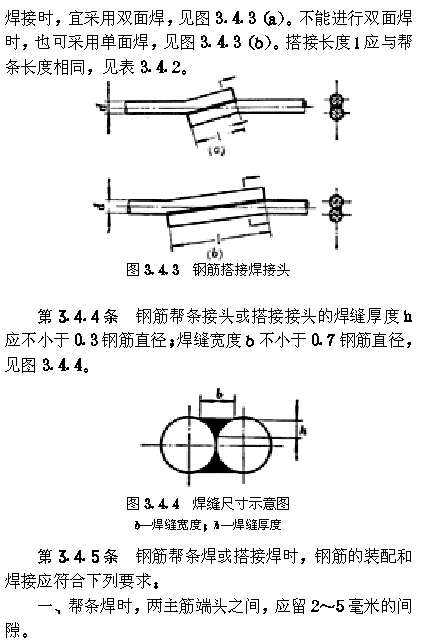 焊接时，宜采用双面焊，见图3.4.3(a)。不能进行双面焊
时，也可采用单面焊，见图3.4.3(b)。搭接长度l应与帮
条长度相同，见表3.4.2。
d
l
(a)
d
l
(b)
图 3.4.3 钢筋搭接焊接头
第3.4.4条 钢筋帮条接头或搭接接头的焊缝厚度h
应不小于0.3钢筋直径；焊缝宽度b不小于0.7钢筋直径，
见图3.4.4。
b
h
图 3.4.4 焊缝尺寸示意图
b—焊缝宽度；h—焊缝厚度
第3.4.5条 钢筋帮条焊或搭接焊时，钢筋的装配和
焊接应符合下列要求：
一、帮条焊时，两主筋端头之间，应留2～5毫米的间
隙。